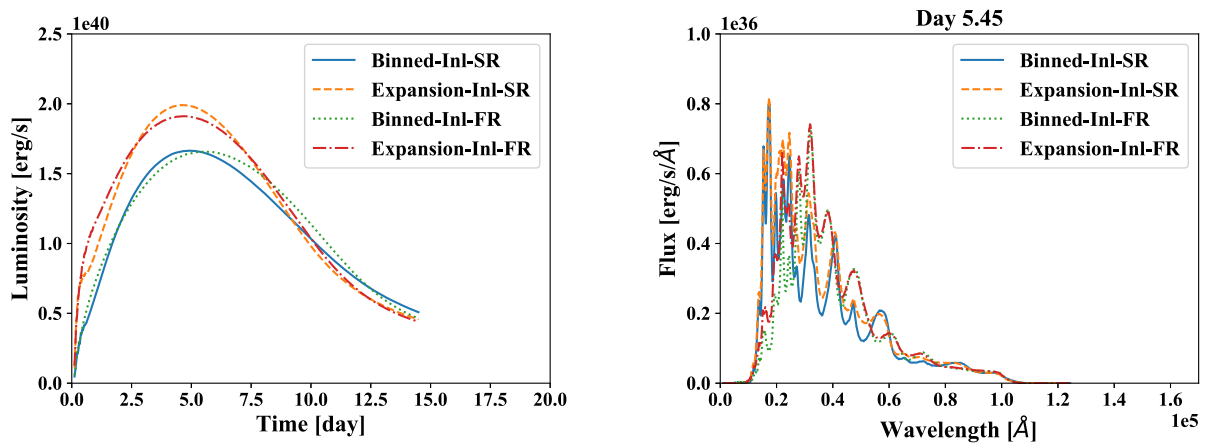 1e40
2.5
2.0
1.5
1.0
0.5
0.0
Luminosity [erg/s]
Binned-Inl-SR
Expansion-Inl-SR
Binned-Inl-FR
Expansion-Inl-FR
0.0 2.5 5.0 7.5 10.0 12.5 15.0 17.5 20.0
Time [day]
Day 5.45
1e36
1.0
0.8
0.6
0.4
0.2
0.0
Flux [erg/s/Å]
Binned-Inl-SR
Expansion-Inl-SR
Binned-Inl-FR
Expansion-Inl-FR
0.0 0.2 0.4 0.6 0.8 1.0 1.2 1.4 1.6
1e5
Wavelength [Å]